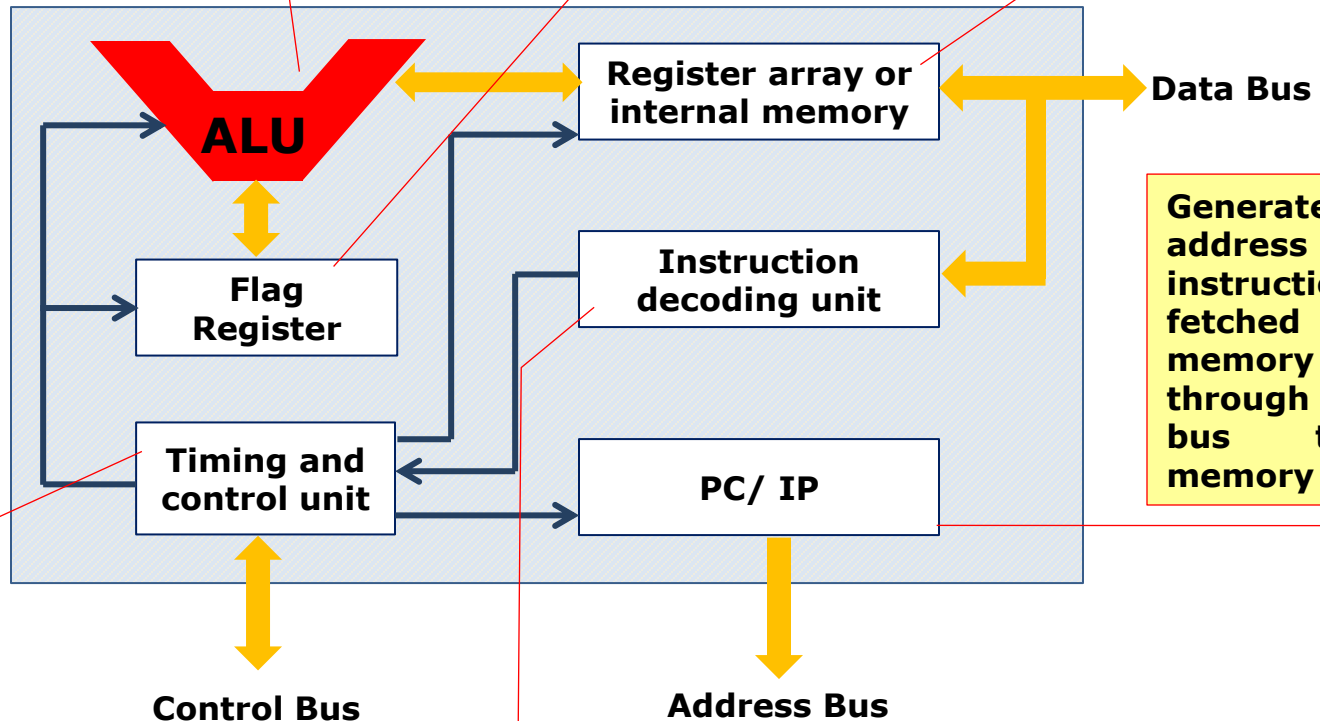 ALU
Register array or
internal memory
Data Bus
Flag
Register
Instruction
decoding unit
address
fetched
memory
through
bus
memory
Timing and
control unit
PC/ IP
Control Bus
Address Bus